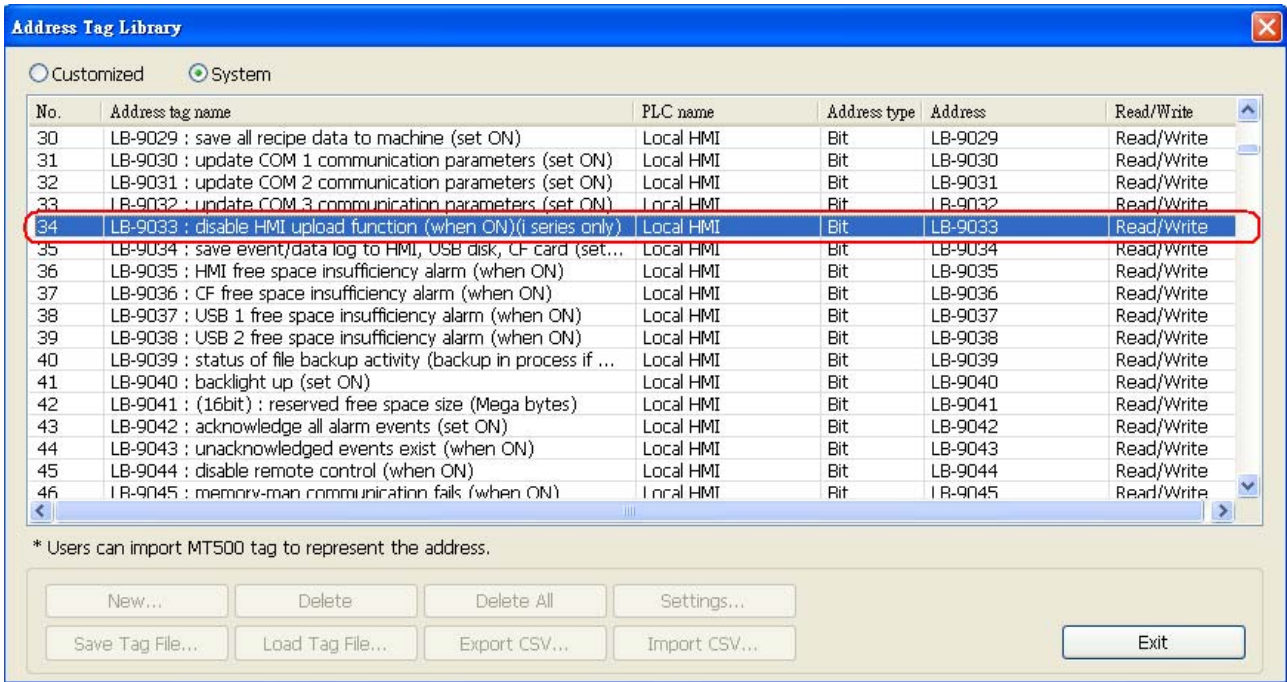 Address Tag Library
Customized System
No. Address tag name PLC name Address type Address Read/Write
30 LB-9029 : save all recipe data to machine (set ON) Local HMI Bit LB-9029 Read/Write
31 LB-9030 : update COM 1 communication parameters (set ON) Local HMI Bit LB-9030 Read/Write
32 LB-9031 : update COM 2 communication parameters (set ON) Local HMI Bit LB-9031 Read/Write
33 LB-9032 : update COM 3 communication parameters (set ON) Local HMI Bit LB-9032 Read/Write
34 LB-9033 : disable HMI upload function (when ON)(i series only) Local HMI Bit LB-9033 Read/Write
35 LB-9034 : save event/data log to HMI, USB disk, CF card (set... Local HMI Bit LB-9034 Read/Write
36 LB-9035 : HMI free space insufficiency alarm (when ON) Local HMI Bit LB-9035 Read/Write
37 LB-9036 : CF free space insufficiency alarm (when ON) Local HMI Bit LB-9036 Read/Write
38 LB-9037 : USB 1 free space insufficiency alarm (when ON) Local HMI Bit LB-9037 Read/Write
39 LB-9038 : USB 2 free space insufficiency alarm (when ON) Local HMI Bit LB-9038 Read/Write
40 LB-9039 : status of file backup activity (backup in process if ... Local HMI Bit LB-9039 Read/Write
41 LB-9040 : backlight up (set ON) Local HMI Bit LB-9040 Read/Write
42 LB-9041 : (16bit) : reserved free space size (Mega bytes) Local HMI Bit LB-9041 Read/Write
43 LB-9042 : acknowledge all alarm events (set ON) Local HMI Bit LB-9042 Read/Write
44 LB-9043 : unacknowledged events exist (when ON) Local HMI Bit LB-9043 Read/Write
45 LB-9044 : disable remote control (when ON) Local HMI Bit LB-9044 Read/Write
46 LB-9045 : memory-map communication fails (when ON) Local HMI Bit LB-9045 Read/Write
* Users can import MT500 tag to represent the address.
New... Delete Delete All Settings...
Save Tag File... Load Tag File... Export CSV... Import CSV... Exit